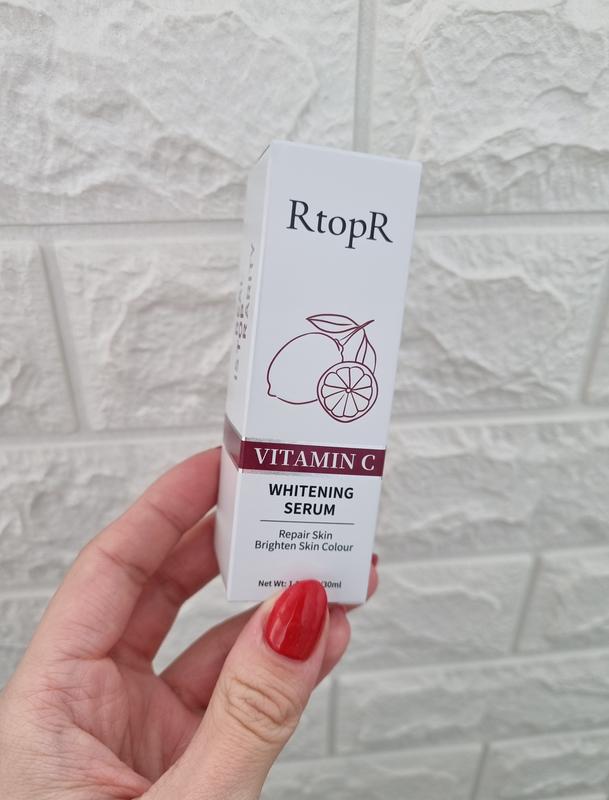 RtopR
VITAMIN C
WHITENING
SERUM
Repair Skin
Brighten Skin Colour
Net Wt: /30ml